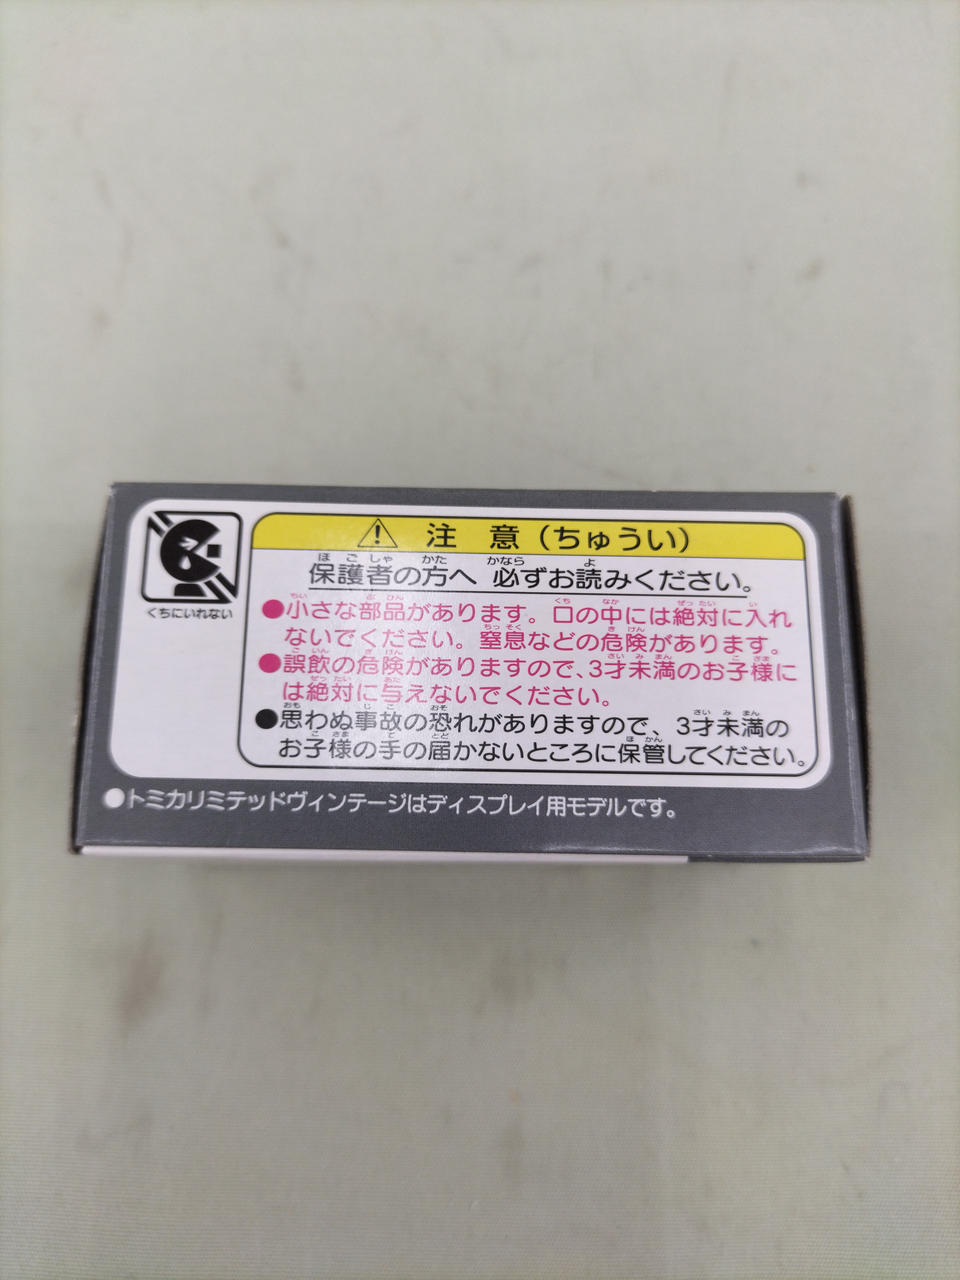 ⚠ 注 意 (ちゅうい)
保護者の方へ 必ずお読みください。
●小さな部品があります。口の中には絶対に入れ
ないでください。窒息などの危険があります。
●誤飲の危険がありますので、3才未満のお子様に
は絶対に与えないでください。
●思わぬ事故の恐れがありますので、3才未満の
お子様の手の届かないところに保管してください。
くちにいれない
●トミカリミテッドヴィンテージはディスプレイ用モデルです。